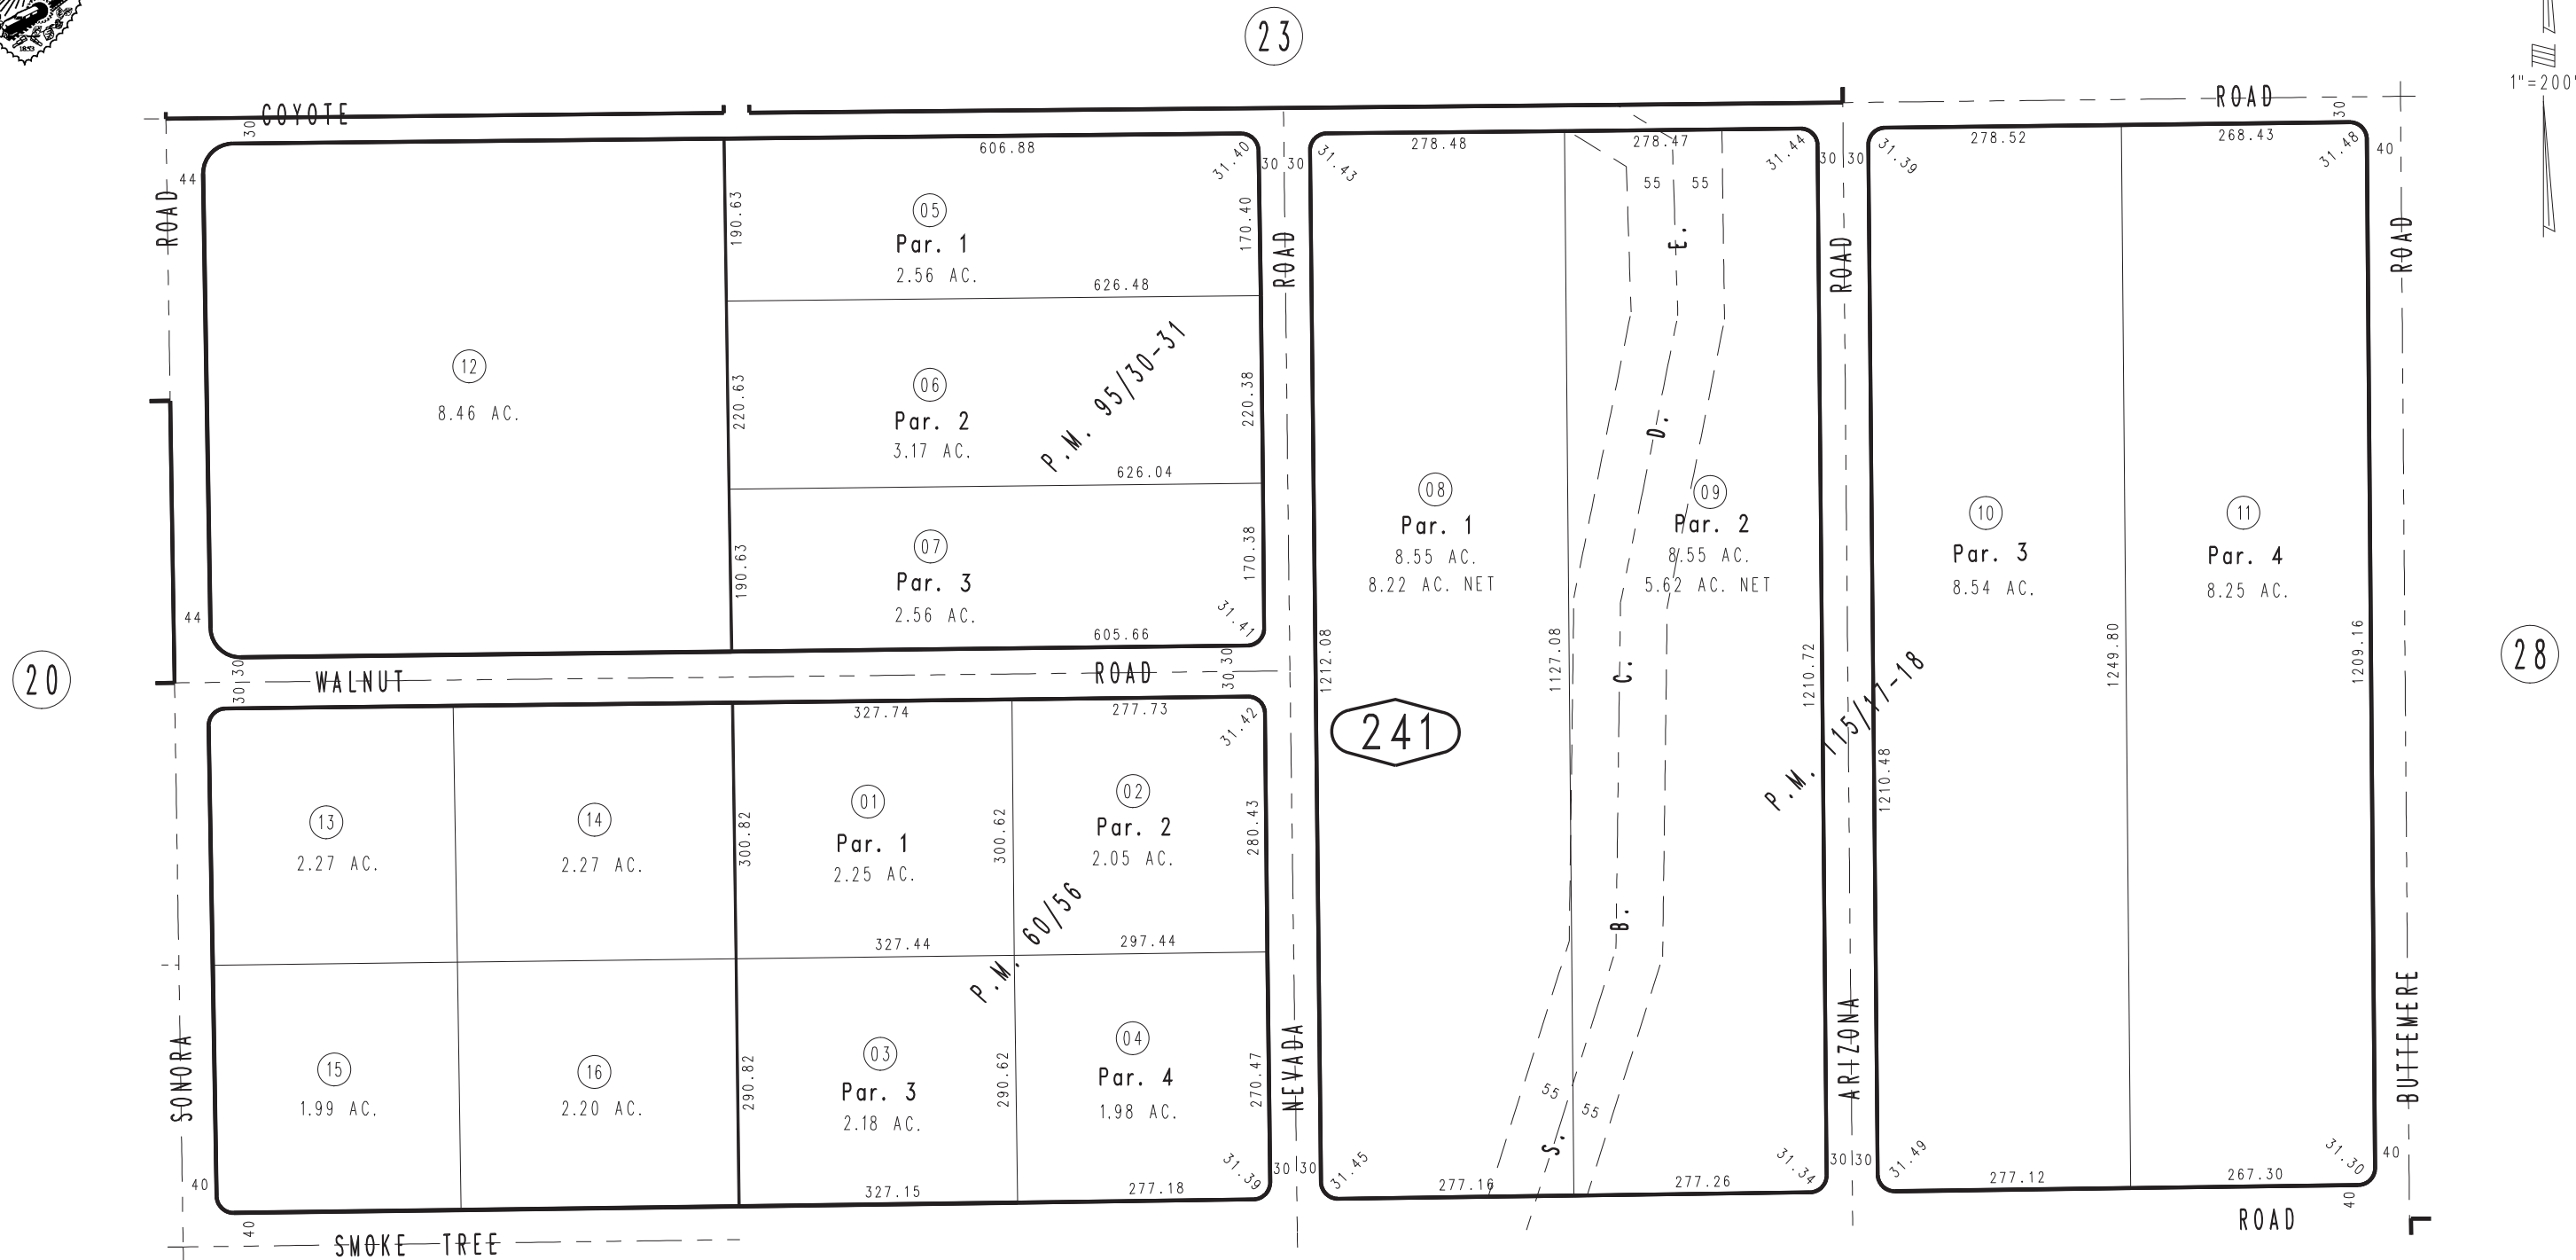 1853
23
1"=200'
COYOTE
ROAD
30
30
606.88
31.40
30 30
31.43
278.48
278.47
31.44
30 30
31.39
278.52
268.43
31.48
40
44
ROAD
190.63
05
Par. 1
2.56 AC.
170.40
626.48
ROAD
55 55
E.
ROAD
ROAD
12
8.46 AC.
220.63
06
Par. 2
3.17 AC.
P.M. 95/30-31
220.38
626.04
D.
08
Par. 1
8.55 AC.
8.22 AC. NET
09
Par. 2
8.55 AC.
5.62 AC. NET
10
Par. 3
8.54 AC.
11
Par. 4
8.25 AC.
190.63
07
Par. 3
2.56 AC.
170.38
31.41
605.66
44
20
30 30
WALNUT
ROAD
30 30
1212.08
1127.08
C.
1210.72
P.M. 115/17-18
1249.80
1209.16
28
327.74
277.73
31.42
241
1210.48
13
2.27 AC.
14
2.27 AC.
300.82
01
Par. 1
2.25 AC.
300.62
02
Par. 2
2.05 AC.
280.43
327.44
297.44
P.M. 60/56
B.
SONORA
15
1.99 AC.
16
2.20 AC.
290.82
03
Par. 3
2.18 AC.
290.62
04
Par. 4
1.98 AC.
270.47
NEVADA
ARIZONA
BUTTEMERE
55 55
S.
40
327.15
277.18
31.39
30 30
31.45
277.16
277.26
31.34
30 30
31.49
277.12
267.30
31.30
40
40
40
SMOKE TREE
ROAD